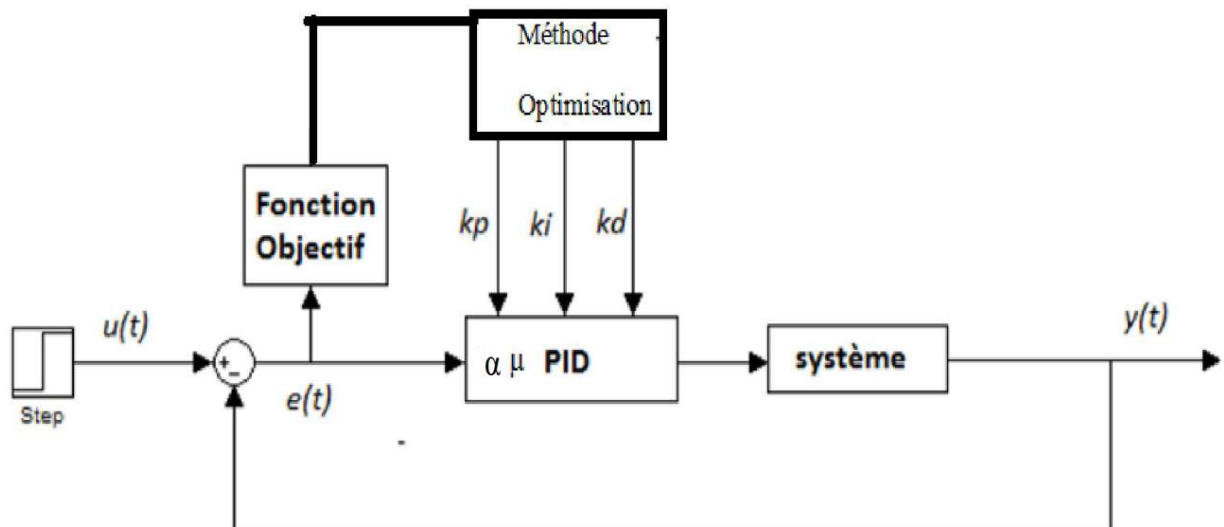 Méthode
Optimisation
Fonction
Objectif
kp ki kd
u(t)
y(t)
+
−
α μ PID
système
e(t)
Step